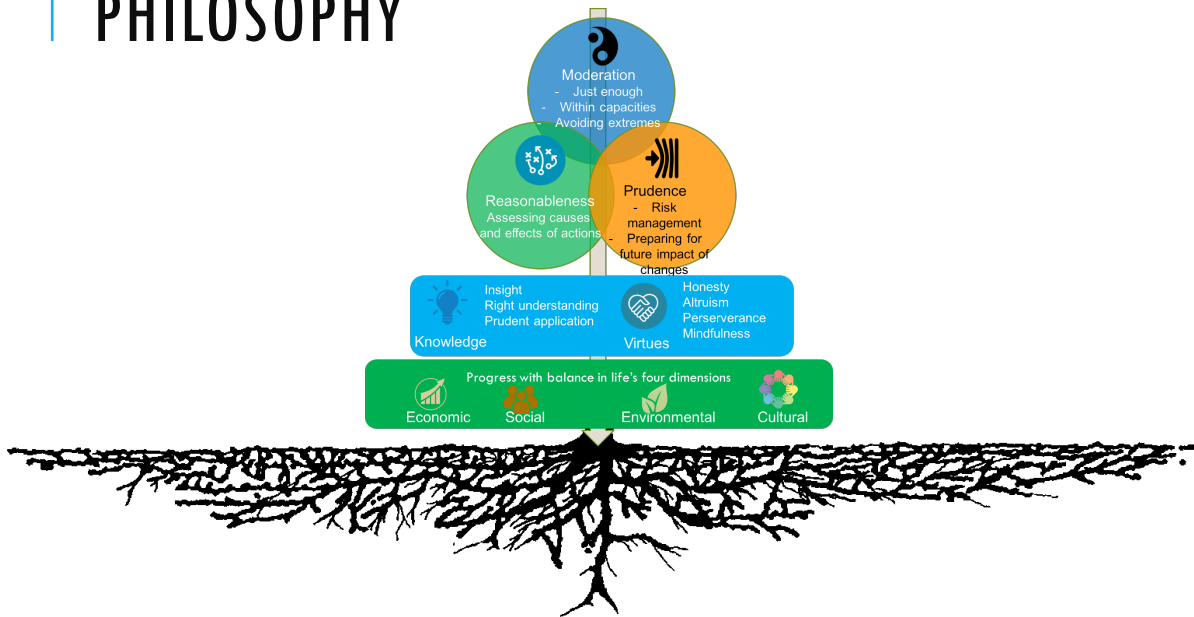 PHILOSOPHY
Moderation
- Just enough
- Within capacities
- Avoiding extremes
Reasonableness
Assessing causes
and effects of actions
Prudence
- Risk
management
- Preparing for
future impact of
changes
Insight
Right understanding
Prudent application
Knowledge
Honesty
Altruism
Perserverance
Mindfulness
Virtues
Progress with balance in life's four dimensions
Economic
Social
Environmental
Cultural